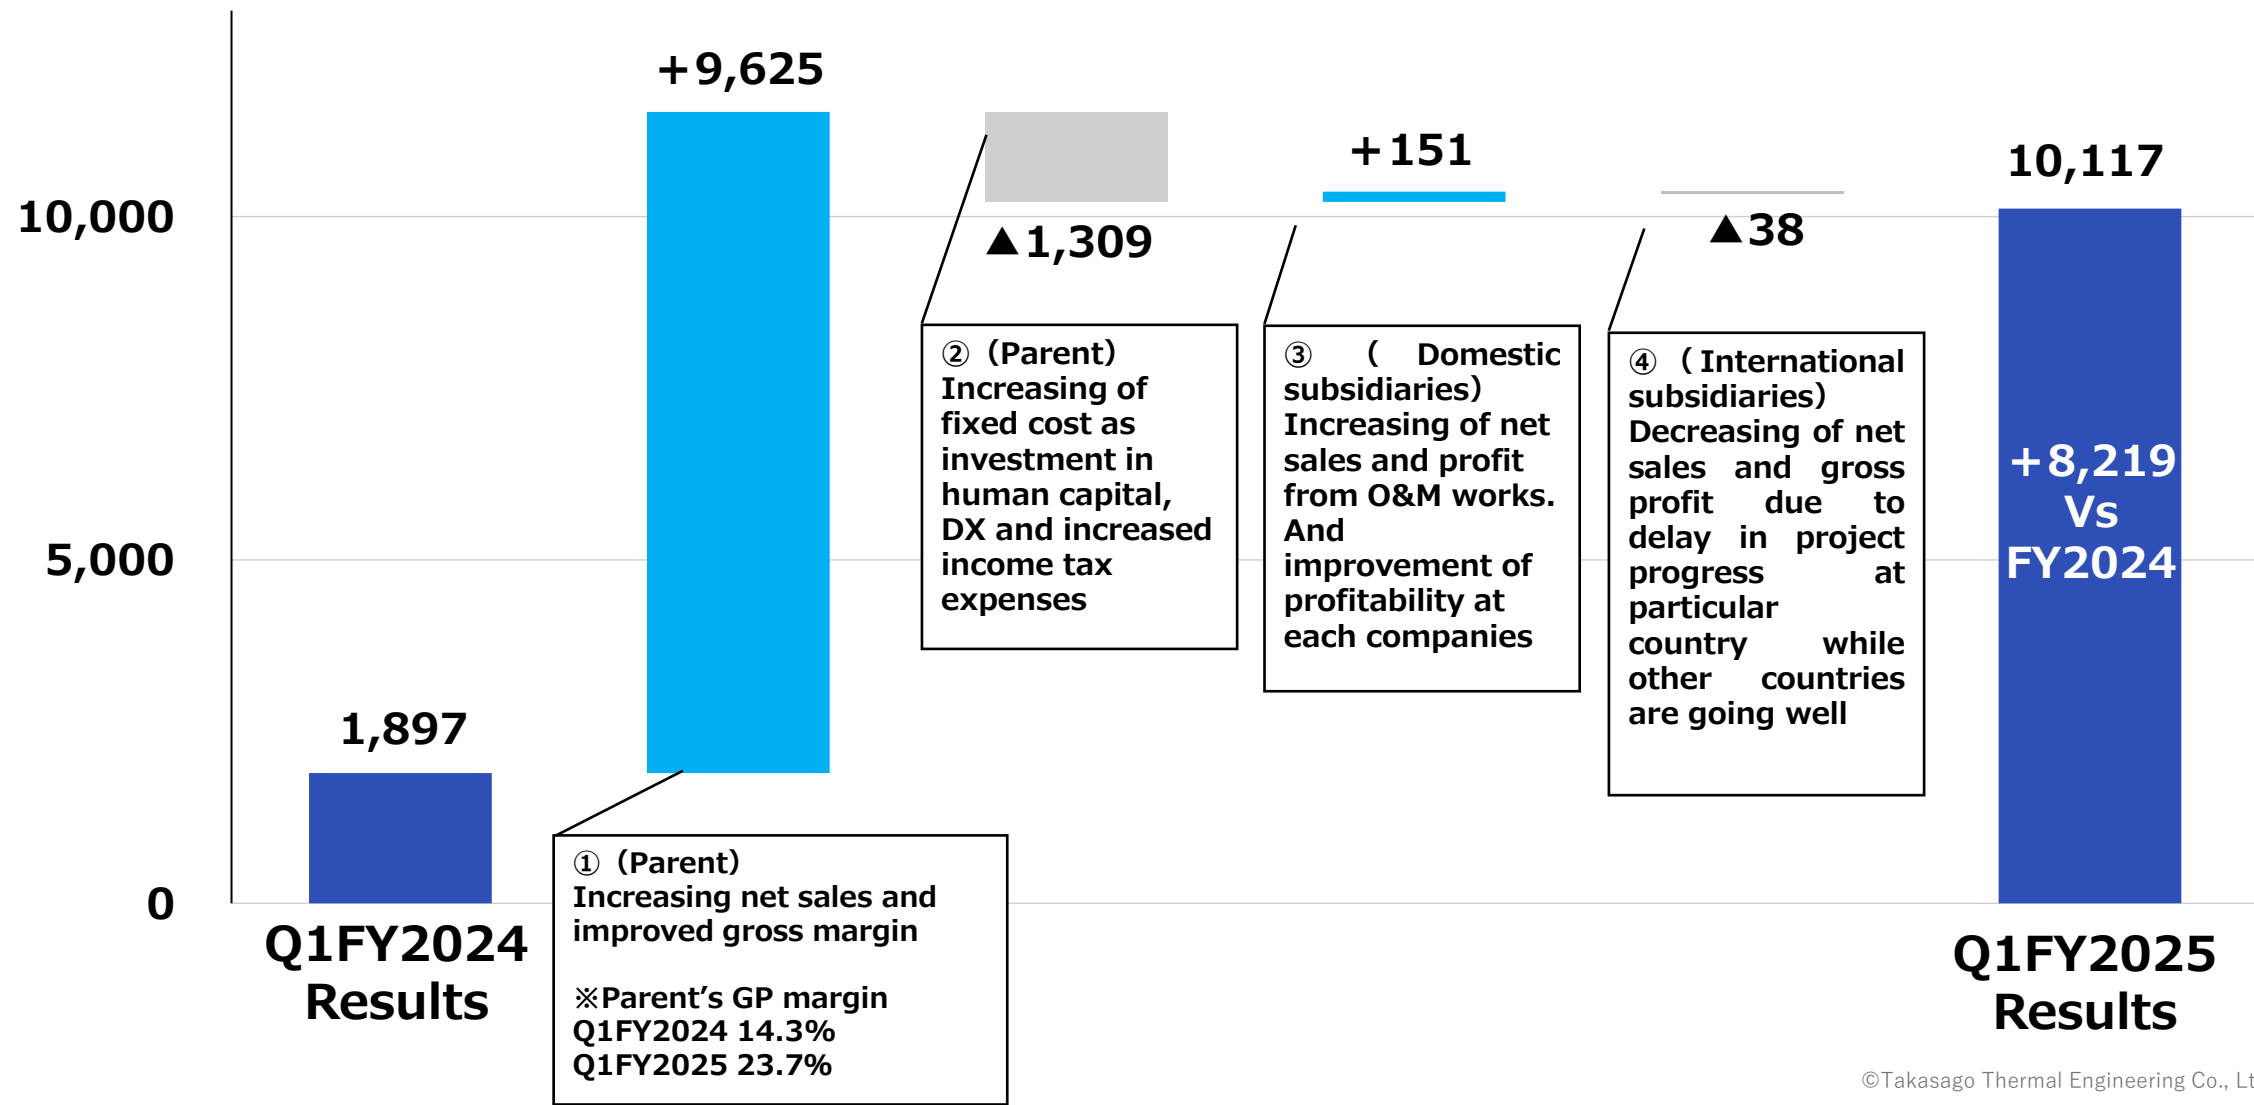 +9,625
+151
10,117
10,000
▲1,309
▲38
② (Parent)
Increasing of
fixed cost as
investment in
human capital,
DX and increased
income tax
expenses
③ ( Domestic
subsidiaries)
Increasing of net
sales and profit
from O&M works.
And
improvement of
profitability at
each companies
④ (International
subsidiaries)
Decreasing of net
sales and gross
profit due to
delay in project
progress at
particular
country while
other countries
are going well
+8,219
Vs
FY2024
5,000
1,897
0
① (Parent)
Increasing net sales and
improved gross margin
※Parent’s GP margin
Q1FY2024 14.3%
Q1FY2025 23.7%
Q1FY2024
Results
Q1FY2025
Results
©Takasago Thermal Engineering Co., Lt